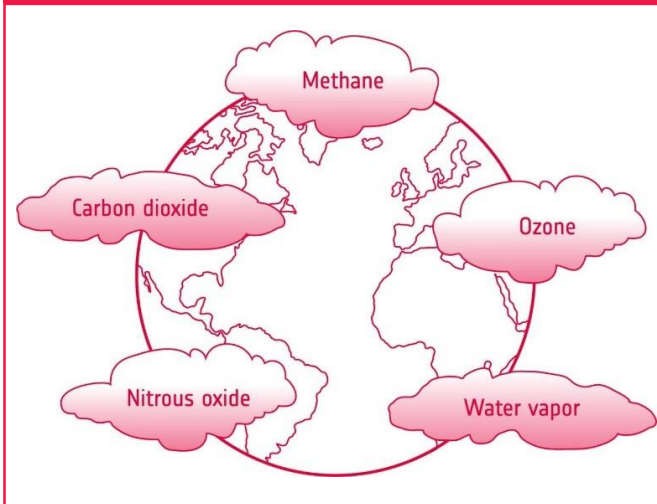 Methane
Carbon dioxide
Ozone
Nitrous oxide
Water vapor